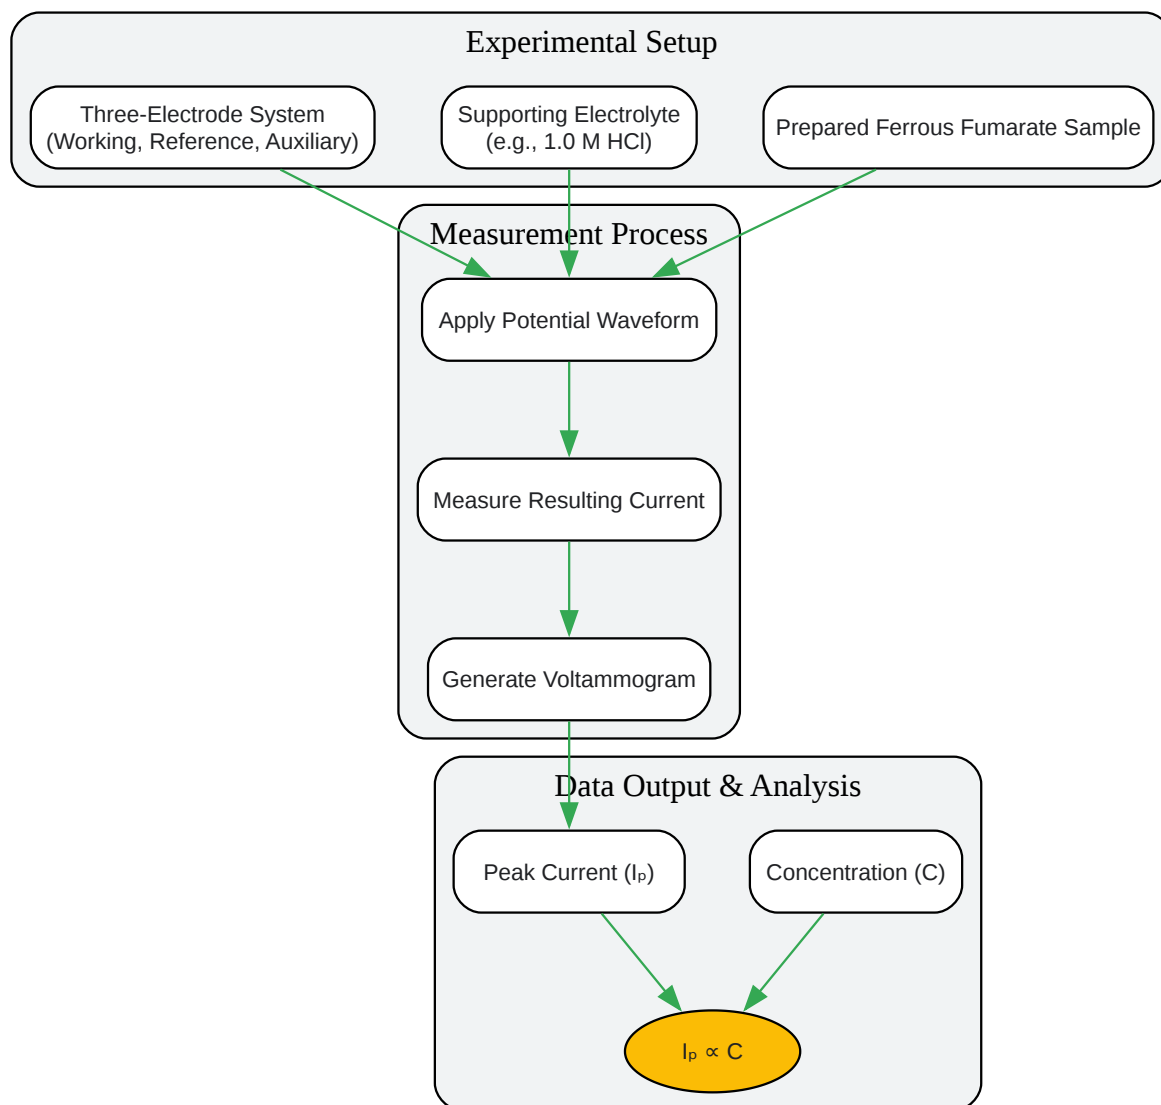 Experimental Setup
Three-Electrode System
(Working, Reference, Auxiliary)
Supporting Electrolyte
(e.g., 1.0 M HCl)
Prepared Ferrous Fumarate Sample
Measurement Process
Apply Potential Waveform
Measure Resulting Current
Generate Voltammogram
Data Output & Analysis
Peak Current (Iₚ)
Concentration (C)
Iₚ ∝ C